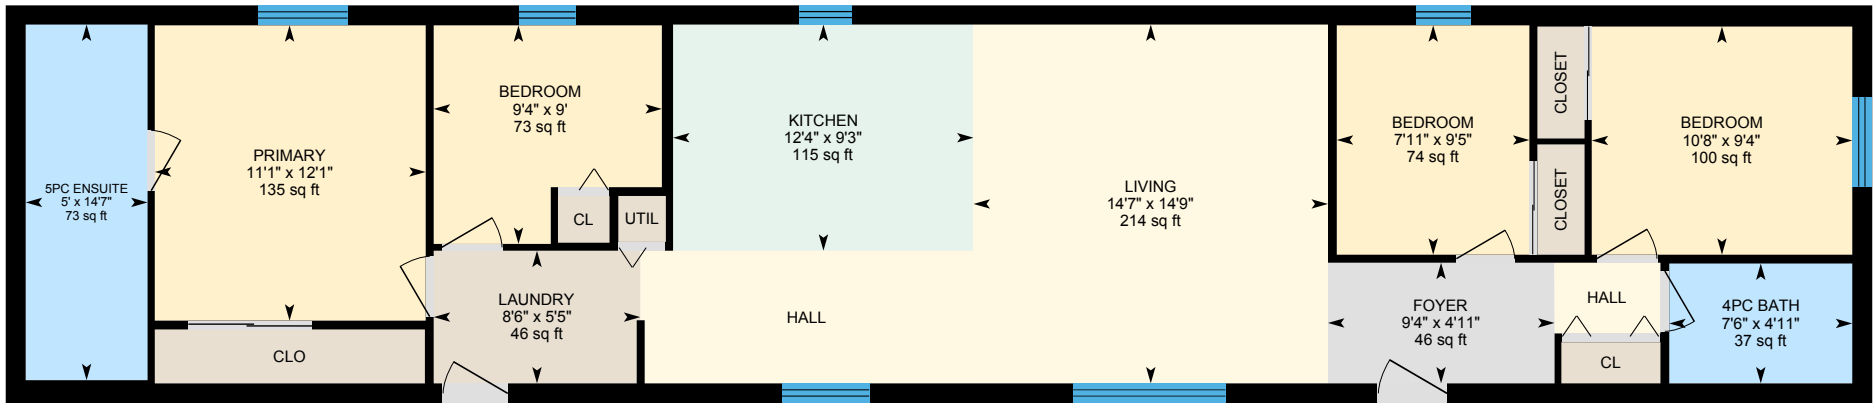 5PC ENSUITE
5' x 14'7"
73 sq ft
PRIMARY
11'1" x 12'1"
135 sq ft
CLO
BEDROOM
9'4" x 9'
73 sq ft
CL
UTIL
LAUNDRY
8'6" x 5'5"
46 sq ft
KITCHEN
12'4" x 9'3"
115 sq ft
HALL
LIVING
14'7" x 14'9"
214 sq ft
BEDROOM
7'11" x 9'5"
74 sq ft
CLOSET
CLOSET
BEDROOM
10'8" x 9'4"
100 sq ft
FOYER
9'4" x 4'11"
46 sq ft
HALL
CL
4PC BATH
7'6" x 4'11"
37 sq ft